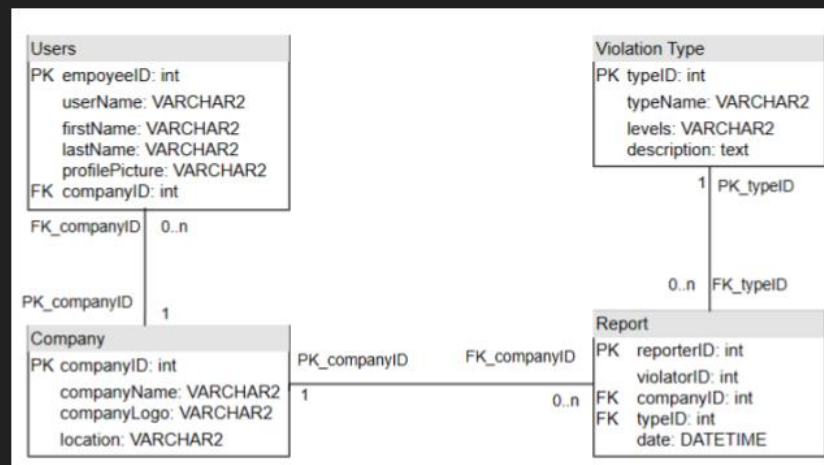 Users
PK empoyeeID: int
userName: VARCHAR2
firstName: VARCHAR2
lastName: VARCHAR2
profilePicture: VARCHAR2
FK companyID: int
FK_companyID 0..n
PK_companyID 1
Company
PK companyID: int
companyName: VARCHAR2
companyLogo: VARCHAR2
location: VARCHAR2
PK_companyID FK_companyID
1 0..n
Violation Type
PK typeID: int
typeName: VARCHAR2
levels: VARCHAR2
description: text
1 PK_typeID
0..n FK_typeID
Report
PK reporterID: int
violatorID: int
FK companyID: int
FK typeID: int
date: DATETIME